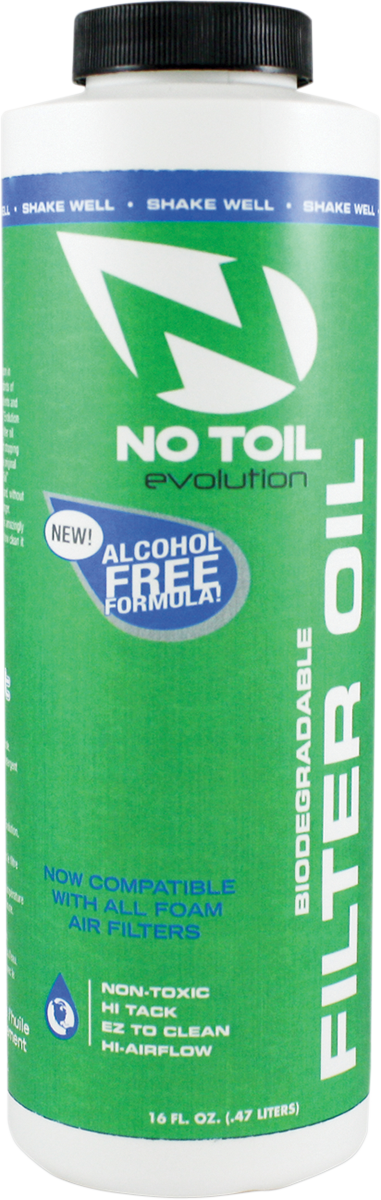 SHAKE WELL • SHAKE WELL • SHAKE WELL
NO TOIL
evolution
NEW!
ALCOHOL
FREE
FORMULA!
BIODEGRADABLE
FILTER OIL
NOW COMPATIBLE
WITH ALL FOAM
AIR FILTERS
NON-TOXIC
HI TACK
EZ TO CLEAN
HI-AIRFLOW
16 FL. OZ. (.47 LITERS)